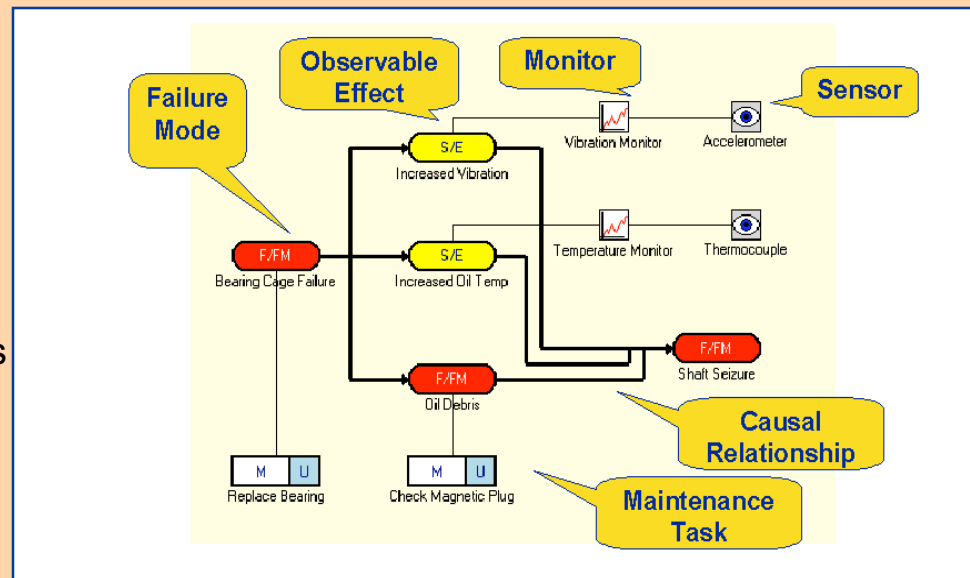 Observable
Effect
Monitor
Sensor
Failure
Mode
S/E
Increased Vibration
Vibration Monitor
Accelerometer
F/FM
Bearing Cage Failure
S/E
Increased Oil Temp
Temperature Monitor
Thermocouple
s
F/FM
Shaft Seizure
F/FM
Oil Debris
Causal
Relationship
M U
Replace Bearing
M U
Check Magnetic Plug
Maintenance
Task